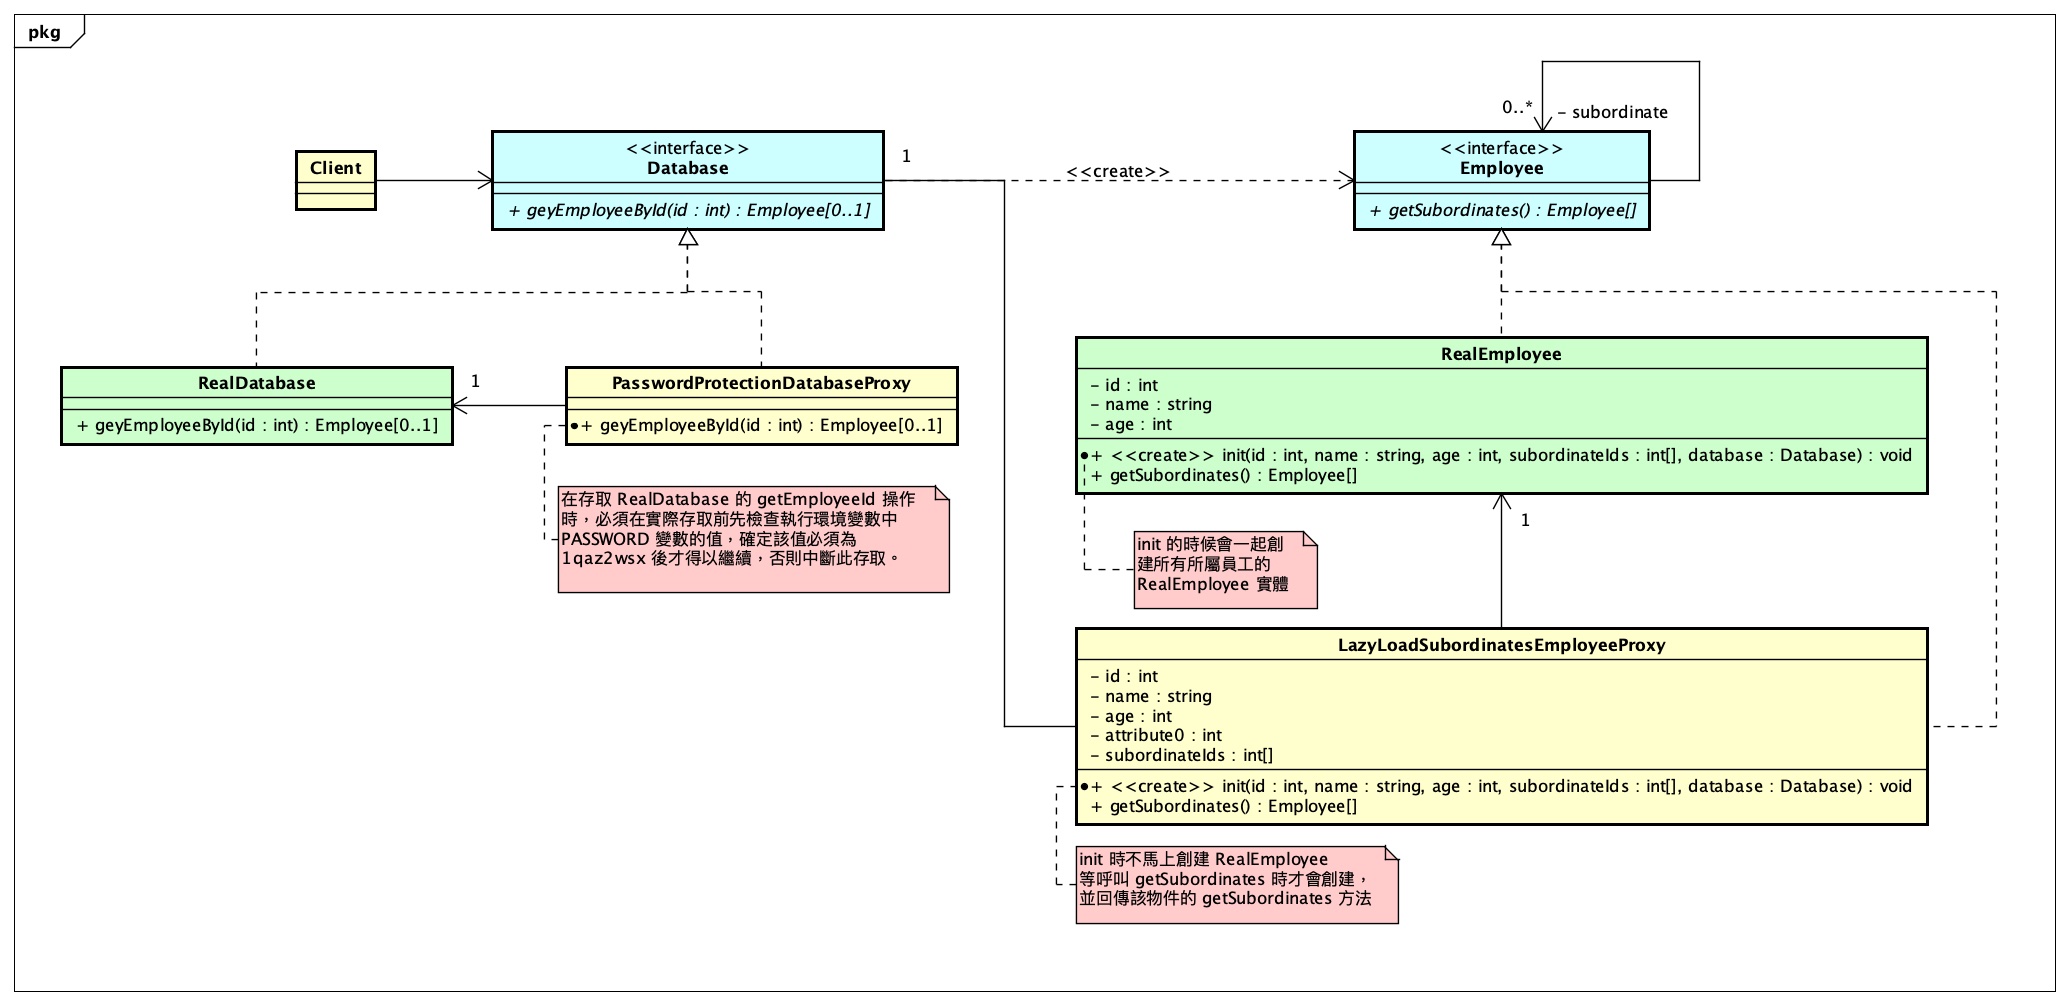 pkg
0..*
- subordinate
Client
<<interface>>
Database
+ geyEmployeeById(id : int) : Employee[0..1]
1
<<create>>
<<interface>>
Employee
+ getSubordinates() : Employee[]
RealDatabase
+ geyEmployeeById(id : int) : Employee[0..1]
1
PasswordProtectionDatabaseProxy
+ geyEmployeeById(id : int) : Employee[0..1]
在存取 RealDatabase 的 getEmployeeId 操作
時，必須在實際存取前先檢查執行環境變數中
PASSWORD 變數的值，確定該值必須為
1qaz2wsx 後才得以繼續，否則中斷此存取。
RealEmployee
- id : int
- name : string
- age : int
+ <<create>> init(id : int, name : string, age : int, subordinateIds : int[], database : Database) : void
+ getSubordinates() : Employee[]
init 的時候會一起創
建所有所屬員工的
RealEmployee 實體
1
LazyLoadSubordinatesEmployeeProxy
- id : int
- name : string
- age : int
- attribute0 : int
- subordinateIds : int[]
+ <<create>> init(id : int, name : string, age : int, subordinateIds : int[], database : Database) : void
+ getSubordinates() : Employee[]
init 時不馬上創建 RealEmployee
等呼叫 getSubordinates 時才會創建，
並回傳該物件的 getSubordinates 方法